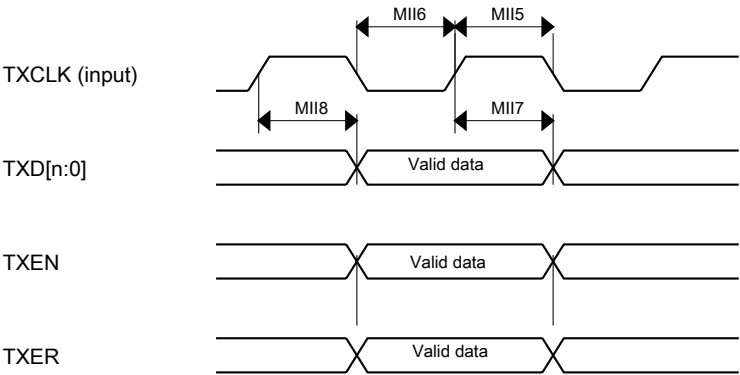 MII6 MII5
TXCLK (input)
MII8 MII7
TXD[n:0] Valid data
TXEN Valid data
TXER Valid data